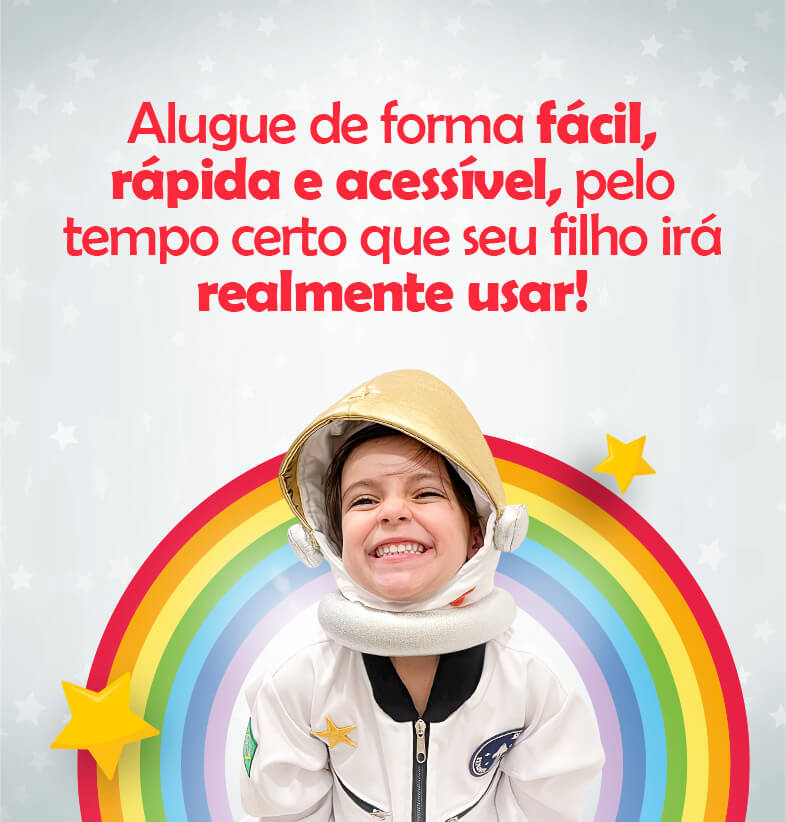 Alugue de forma fácil,
rápida e acessível, pelo
tempo certo que seu filho irá
realmente usar!